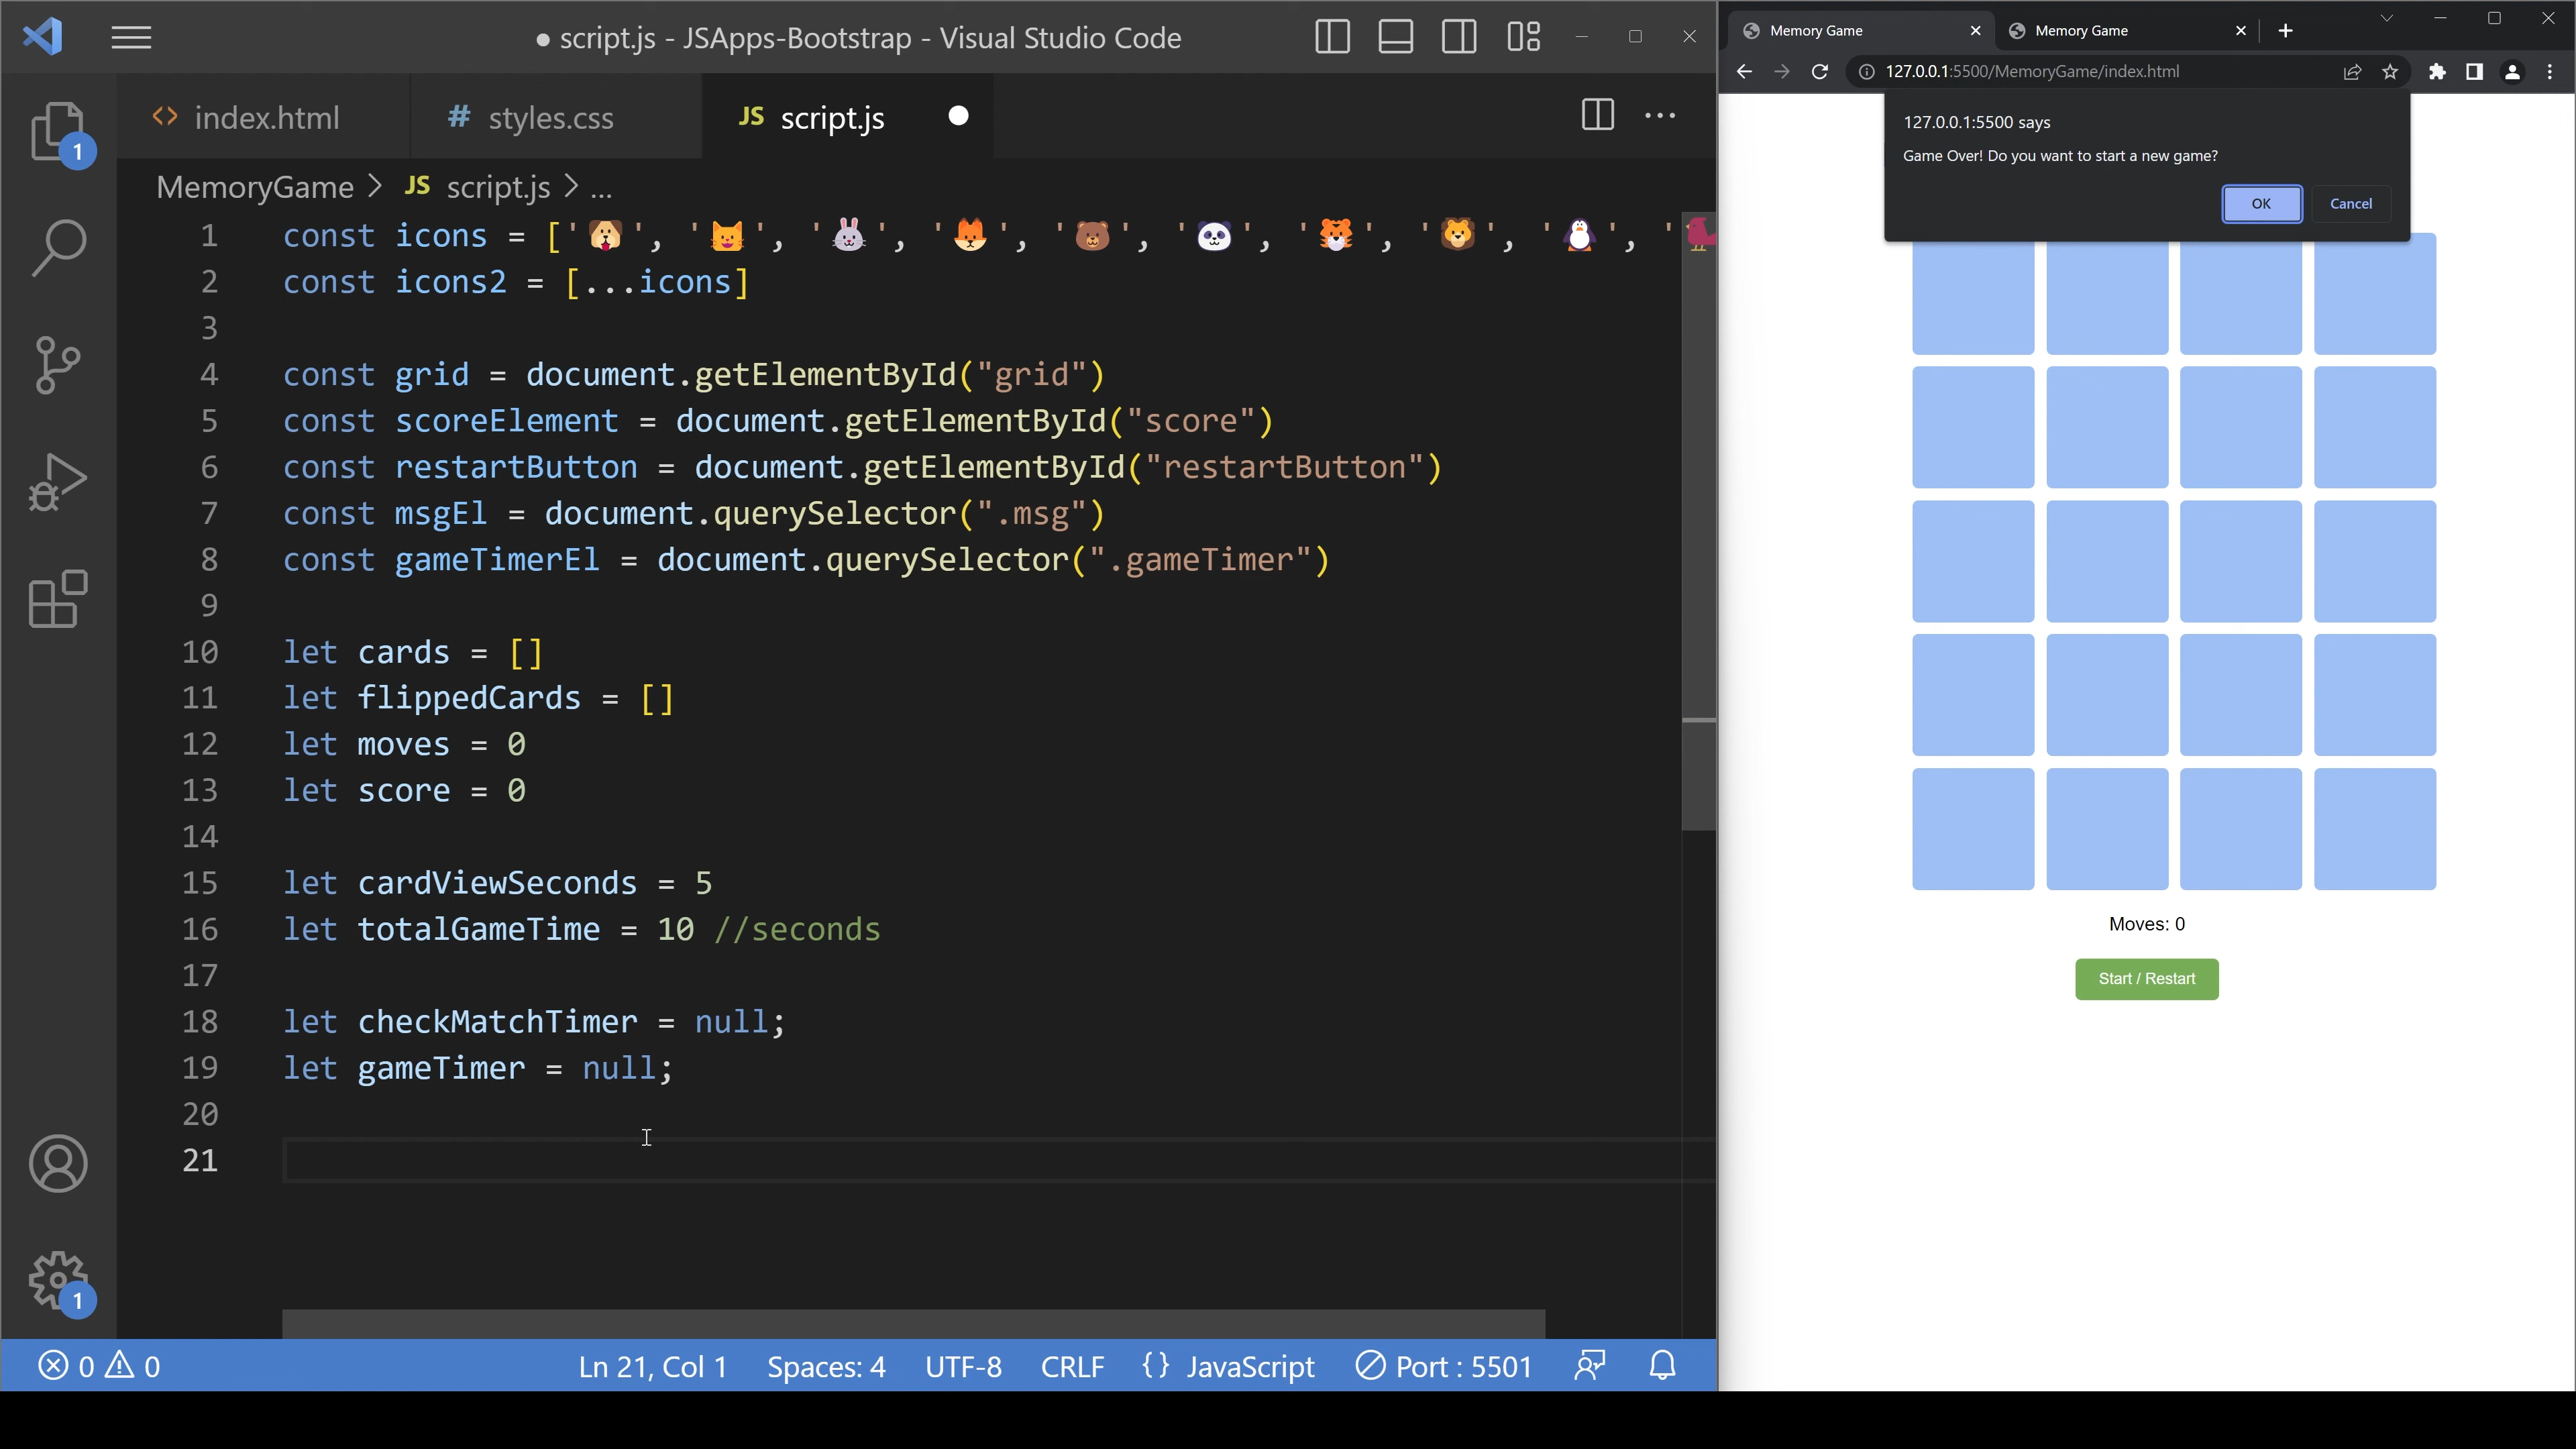 ● script.js - JSApps-Bootstrap - Visual Studio Code
<> index.html
# styles.css
JS script.js
MemoryGame > JS script.js > ...
1 const icons = ['🐶', '😺', '🐰', '🦊', '🐻', '🐼', '🐯', '🦁', '🐧', '
2 const icons2 = [...icons]
3
4 const grid = document.getElementById("grid")
5 const scoreElement = document.getElementById("score")
6 const restartButton = document.getElementById("restartButton")
7 const msgEl = document.querySelector(".msg")
8 const gameTimerEl = document.querySelector(".gameTimer")
9
10 let cards = []
11 let flippedCards = []
12 let moves = 0
13 let score = 0
14
15 let cardViewSeconds = 5
16 let totalGameTime = 10 //seconds
17
18 let checkMatchTimer = null;
19 let gameTimer = null;
20
21
1
1
0 0
Ln 21, Col 1 Spaces: 4 UTF-8 CRLF {} JavaScript Port : 5501
Memory Game
Memory Game
127.0.0.1:5500/MemoryGame/index.html
127.0.0.1:5500 says
Game Over! Do you want to start a new game?
OK
Cancel
Moves: 0
Start / Restart